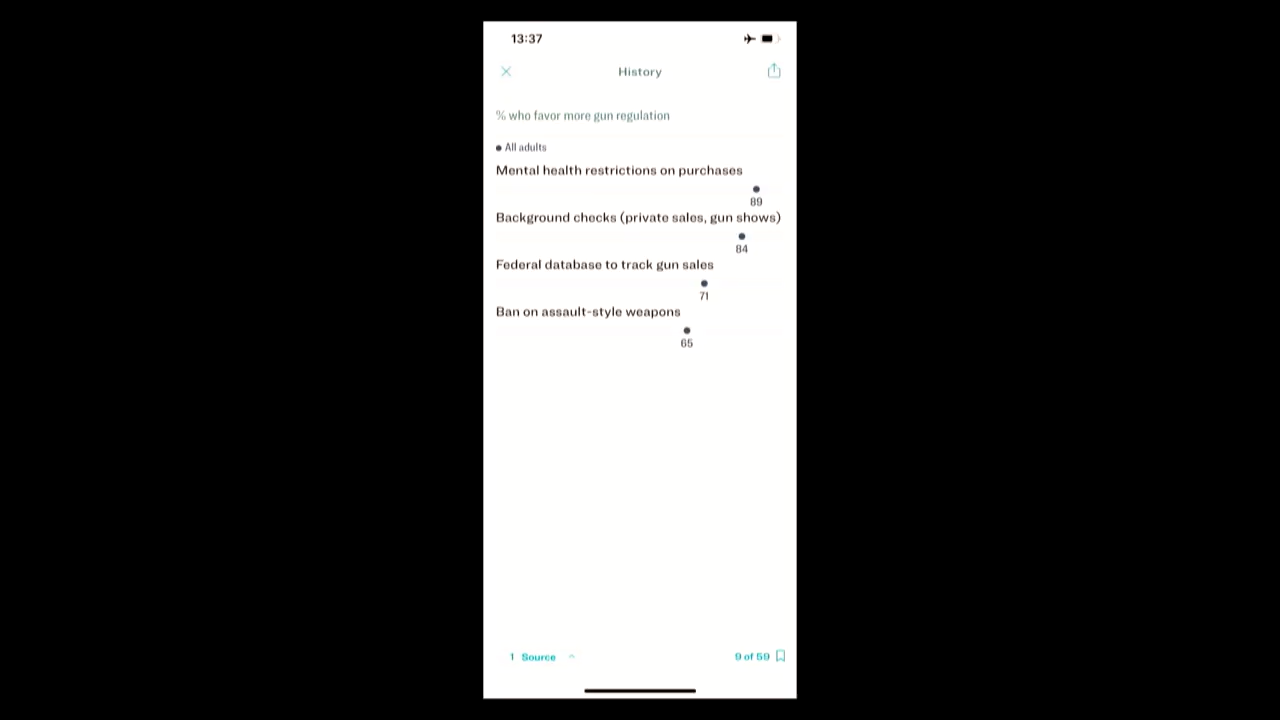 13:37
History
% who favor more gun regulation
All adults
Mental health restrictions on purchases
89
Background checks (private sales, gun shows)
84
Federal database to track gun sales
71
Ban on assault-style weapons
65
1 Source
9 of 59